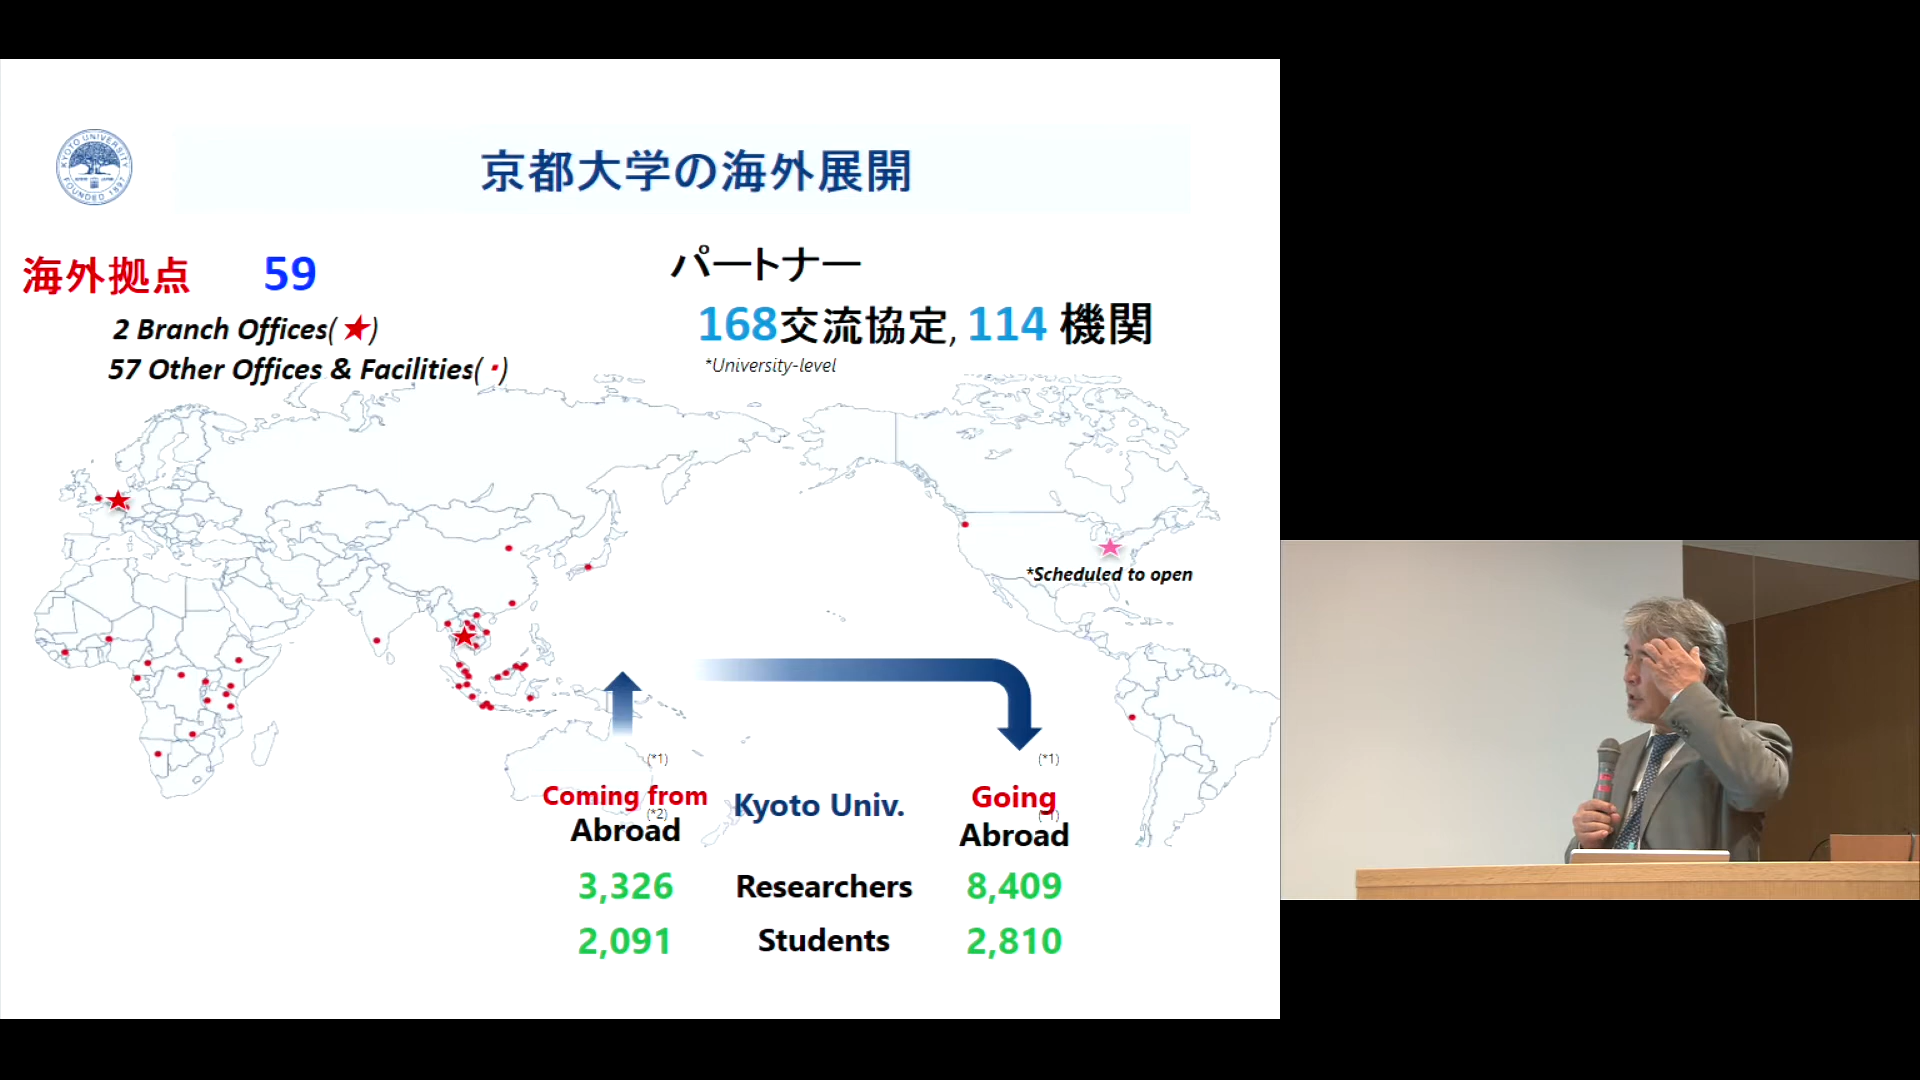 KYOTO UNIVERSITY
FOUNDED 1897
京都大学の海外展開
海外拠点 59
2 Branch Offices(★)
57 Other Offices & Facilities(・)
パートナー
168交流協定, 114 機関
*University-level
*Scheduled to open
(*1)
(*1)
Coming from
Abroad
(*2)
Kyoto Univ.
Going
Abroad
(*1)
3,326 Researchers 8,409
2,091 Students 2,810